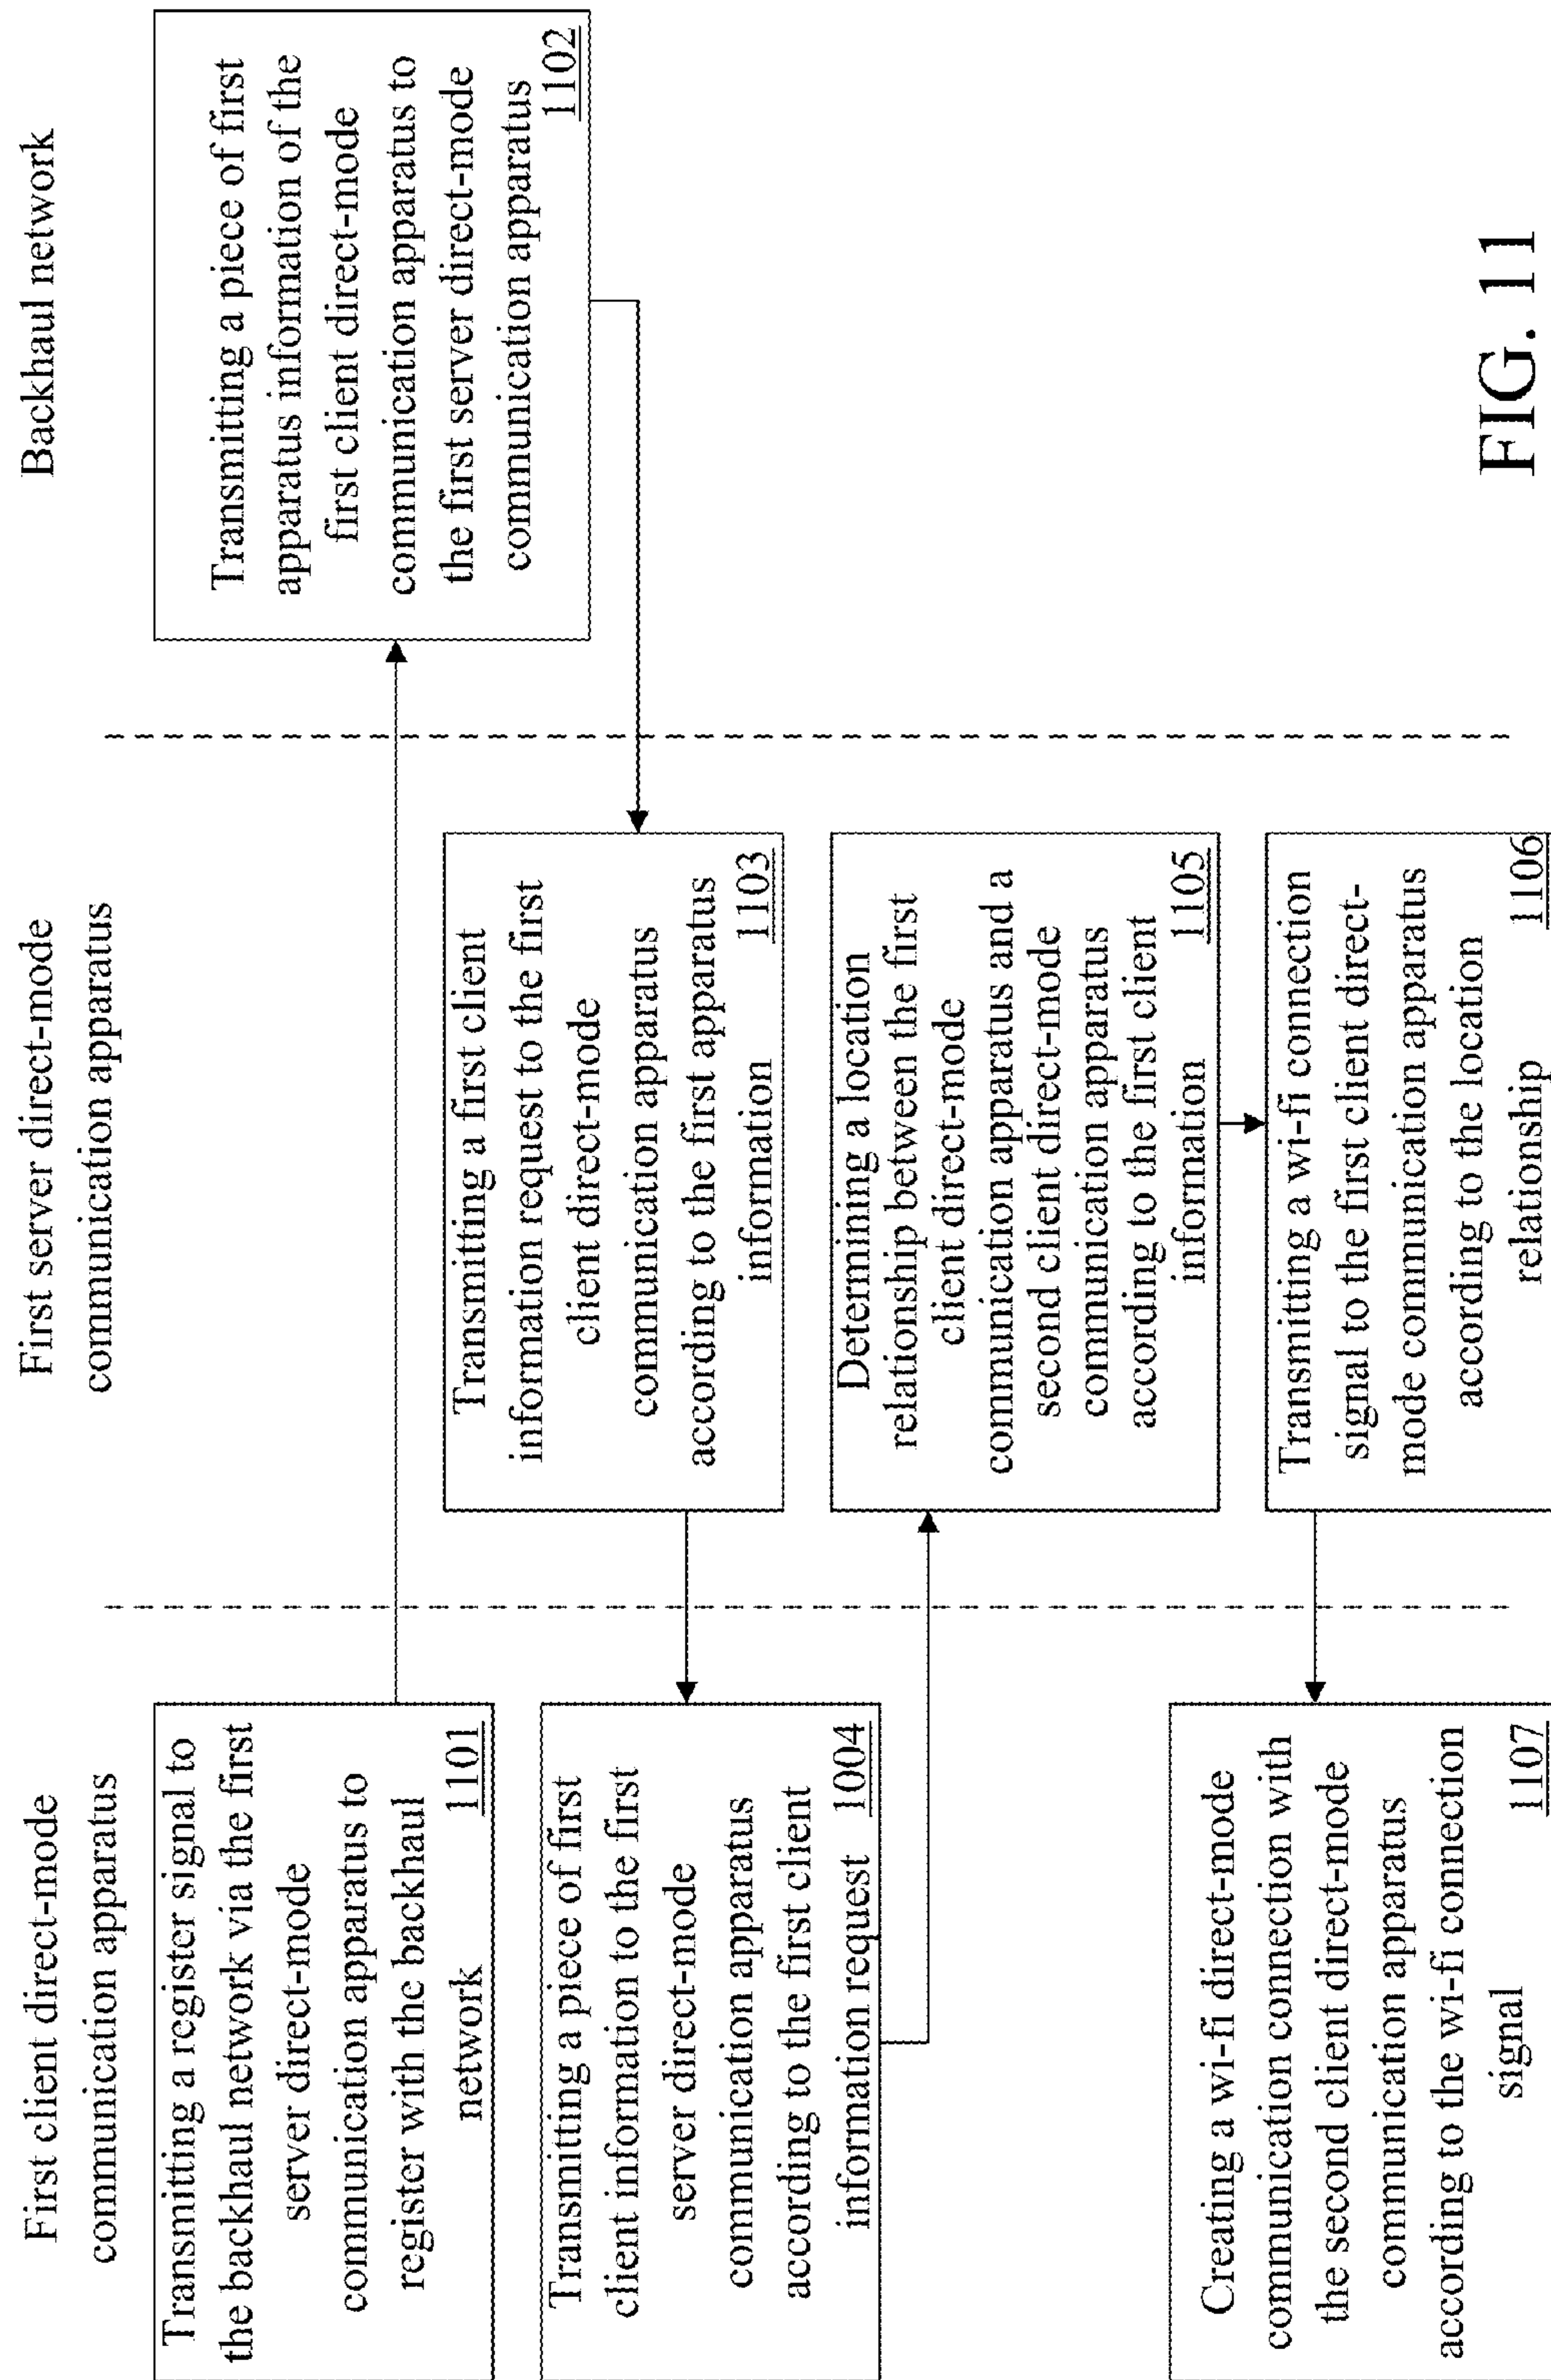 First client direct-mode
communication apparatus
First server direct-mode
communication apparatus
Backhaul network
Transmitting a register signal to
the backhaul network via the first
server direct-mode
communication apparatus to
register with the backhaul
network
1101
Transmitting a piece of first
apparatus information of the
first client direct-mode
communication apparatus to
the first server direct-mode
communication apparatus
1102
Transmitting a first client
information request to the first
client direct-mode
communication apparatus
according to the first apparatus
information
1103
Transmitting a piece of first
client information to the first
server direct-mode
communication apparatus
according to the first client
information request
1004
Determining a location
relationship between the first
client direct-mode
communication apparatus and a
second client direct-mode
communication apparatus
according to the first client
information
1105
Transmitting a wi-fi connection
signal to the first client direct-
mode communication apparatus
according to the location
relationship
1106
Creating a wi-fi direct-mode
communication connection with
the second client direct-mode
communication apparatus
according to the wi-fi connection
signal
1107
FIG. 11